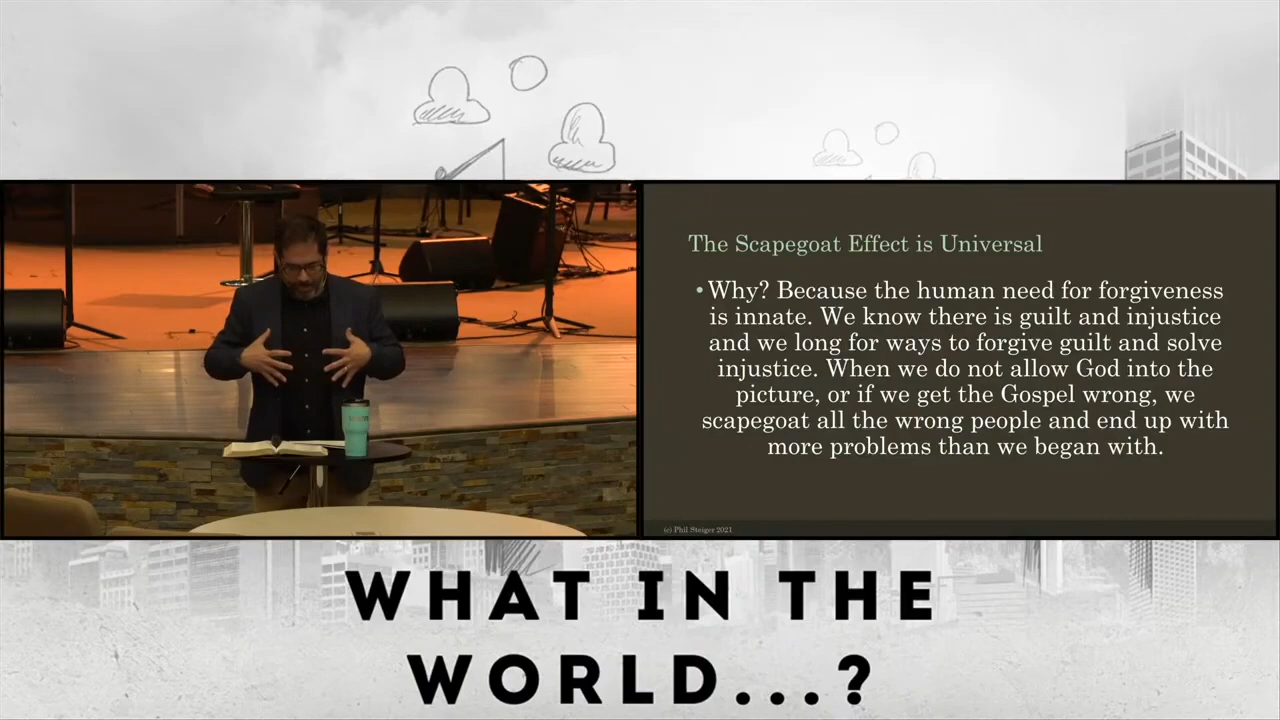 The Scapegoat Effect is Universal
• Why? Because the human need for forgiveness
is innate. We know there is guilt and injustice
and we long for ways to forgive guilt and solve
injustice. When we do not allow God into the
picture, or if we get the Gospel wrong, we
scapegoat all the wrong people and end up with
more problems than we began with.
(c) Phil Steiger 2021
WHAT IN THE
WORLD...?